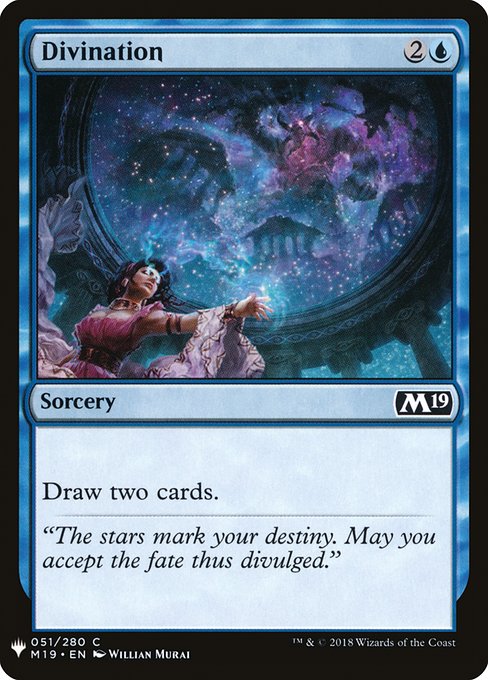 Divination 2
Sorcery M19
Draw two cards.
“The stars mark your destiny. May you
accept the fate thus divulged.”
051/280 C
M19 • EN Willian Murai
™ & © 2018 Wizards of the Coast